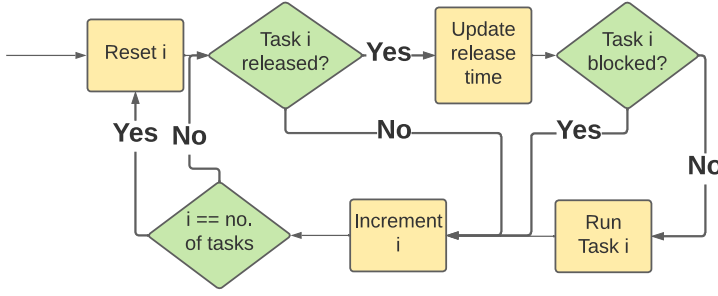 Reset i
Task i
released?
Yes
Update
release
time
Task i
blocked?
Yes
No
No
Yes
No
i == no.
of tasks
Increment
i
Run
Task i